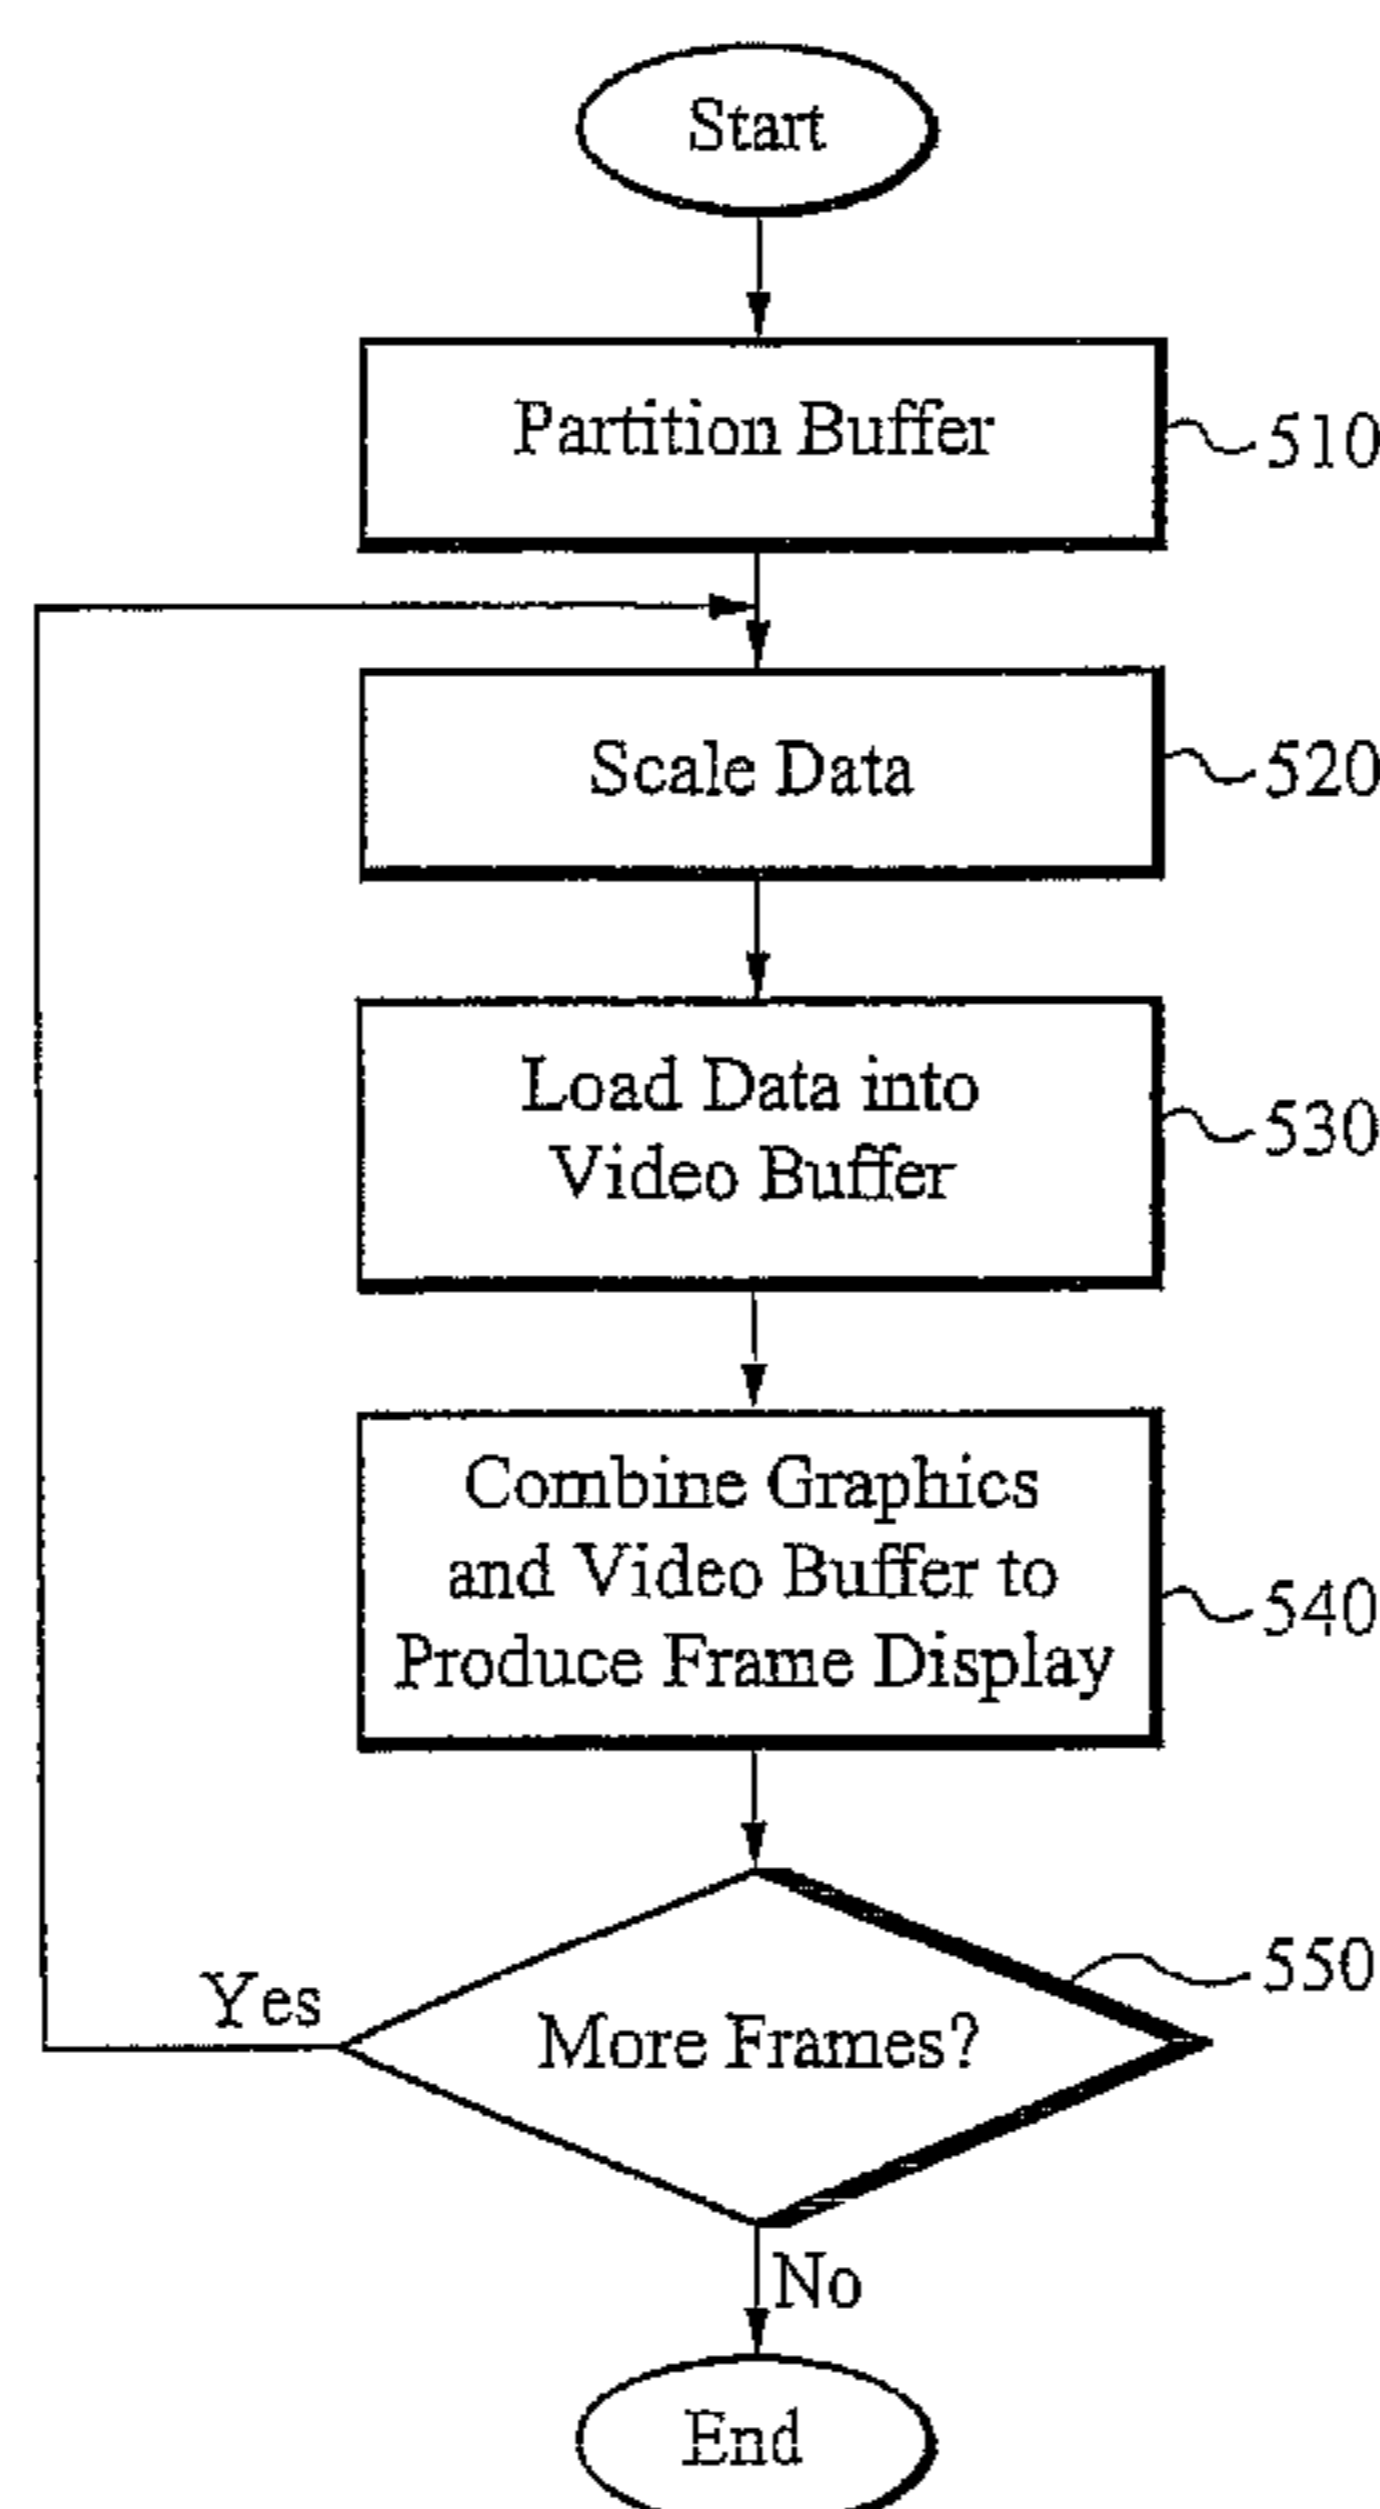 Start
Partition Buffer
510
Scale Data
520
Load Data into
Video Buffer
530
Combine Graphics
and Video Buffer to
Produce Frame Display
540
More Frames?
550
Yes
No
End